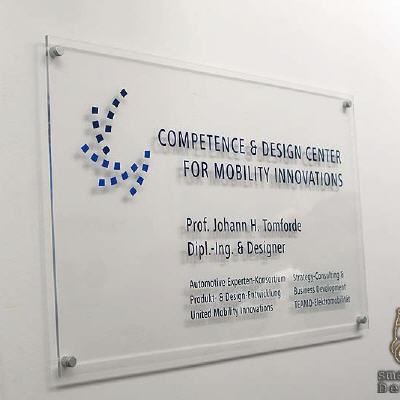 COMPETENCE & DESIGN CENTER
FOR MOBILITY INNOVATIONS
Prof. Johann H. Tomforde
Dipl.-Ing. & Designer
Automotive Experten-Konsortium
Produkt- & Design-Entwicklung
United Mobility Innovations
Strategy-Consulting &
Business Development
TEAMO-Elektromobilität